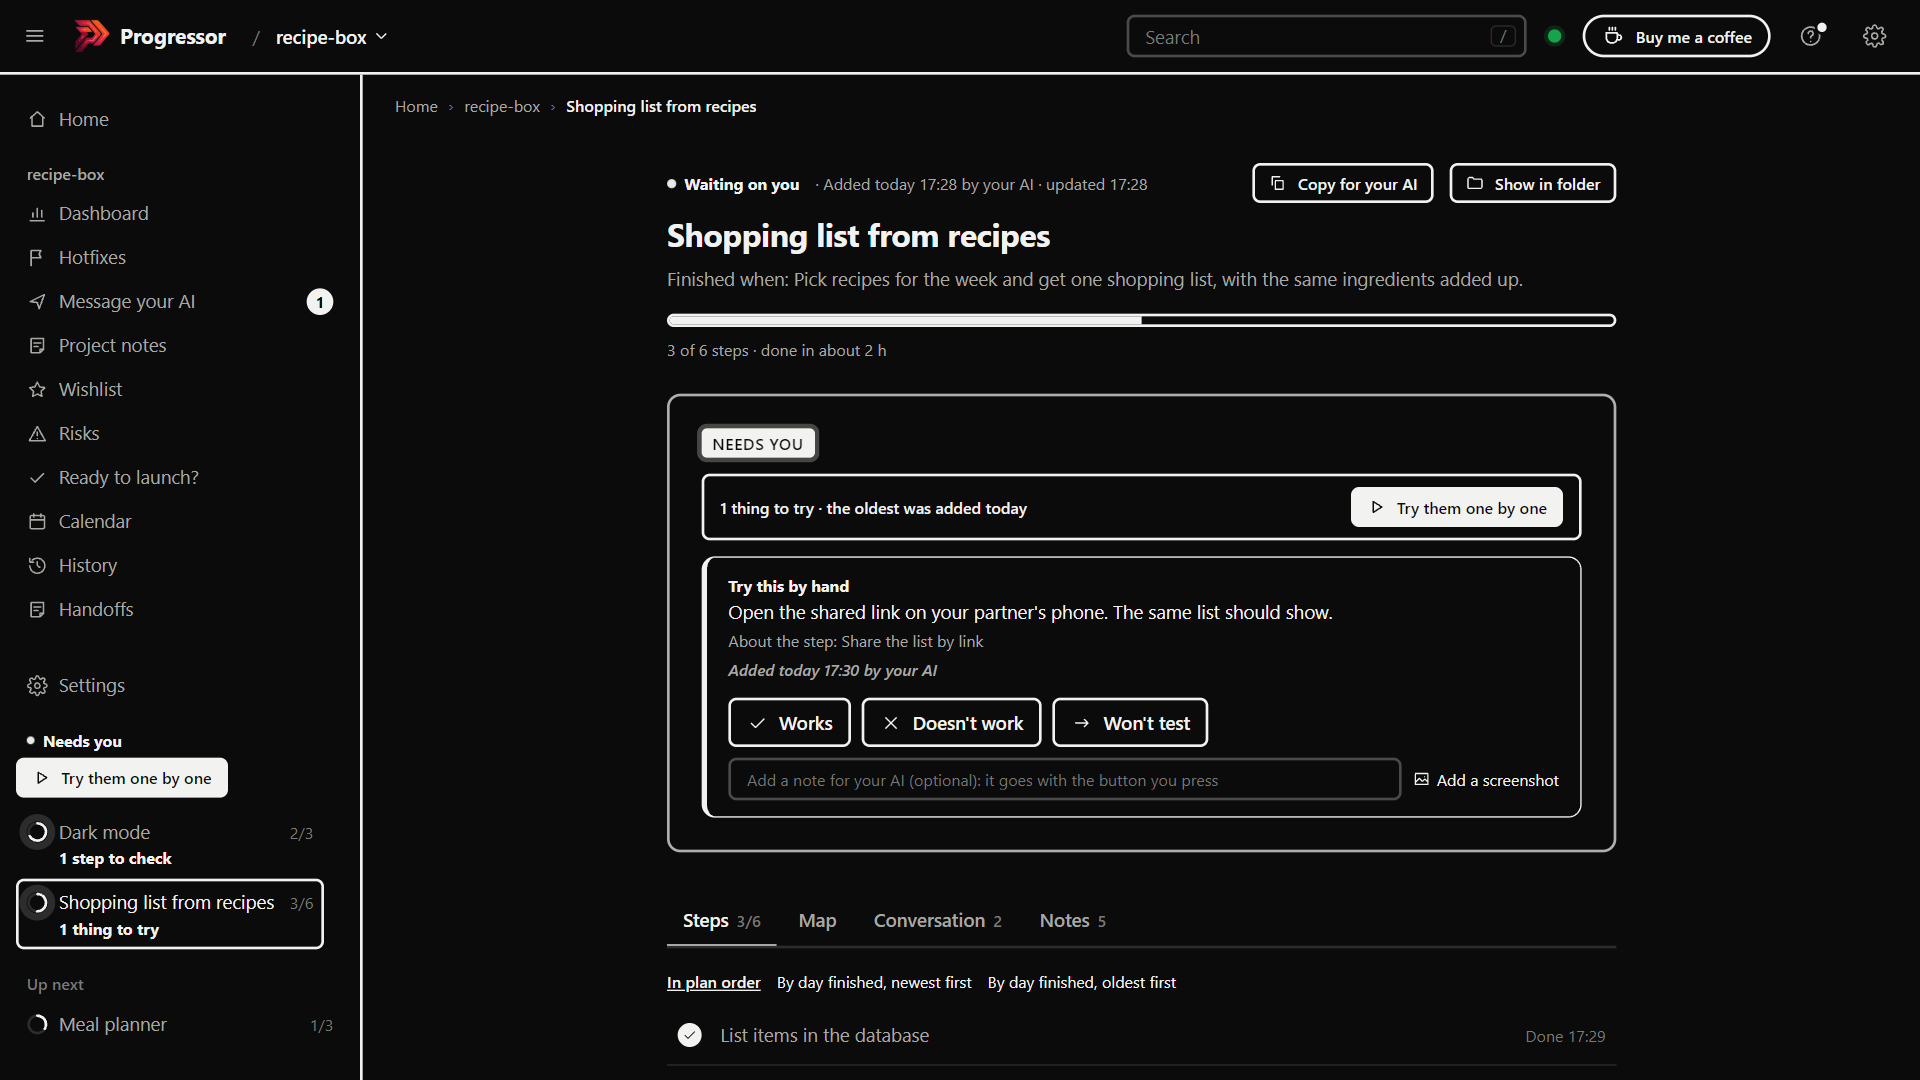 Progressor / recipe-box
Search /
Buy me a coffee
Home
recipe-box
Dashboard
Hotfixes
Message your AI 1
Project notes
Wishlist
Risks
Ready to launch?
Calendar
History
Handoffs
Settings
Needs you
Try them one by one
Dark mode 2/3
1 step to check
Shopping list from recipes 3/6
1 thing to try
Up next
Meal planner 1/3
Home › recipe-box › Shopping list from recipes
Waiting on you · Added today 17:28 by your AI · updated 17:28
Copy for your AI
Show in folder
Shopping list from recipes
Finished when: Pick recipes for the week and get one shopping list, with the same ingredients added up.
3 of 6 steps · done in about 2 h
NEEDS YOU
1 thing to try · the oldest was added today
Try them one by one
Try this by hand
Open the shared link on your partner's phone. The same list should show.
About the step: Share the list by link
Added today 17:30 by your AI
Works
Doesn't work
Won't test
Add a note for your AI (optional): it goes with the button you press
Add a screenshot
Steps 3/6 Map Conversation 2 Notes 5
In plan order By day finished, newest first By day finished, oldest first
List items in the database Done 17:29